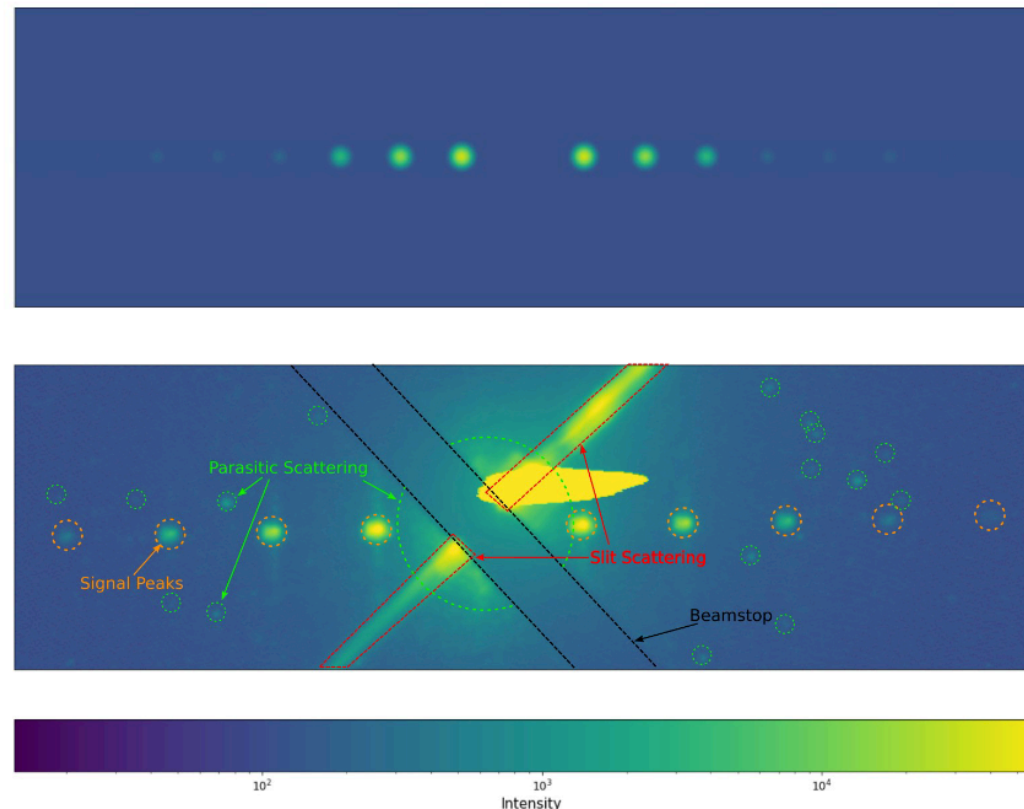 Parasitic Scattering
Signal Peaks
Slit Scattering
Beamstop
10²
10³
10⁴
Intensity